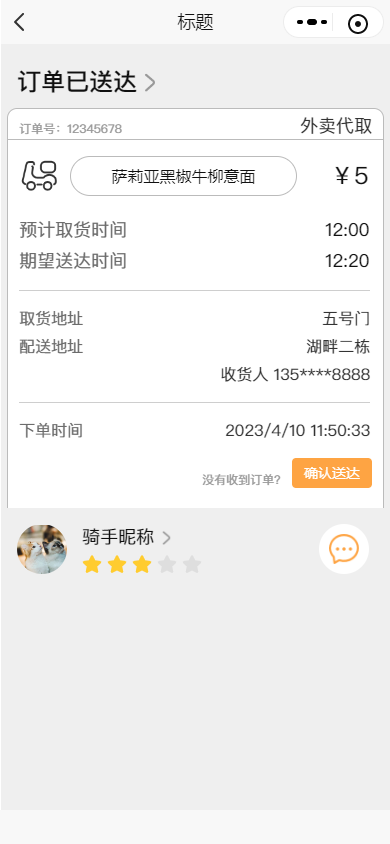 标题
订单已送达
订单号：12345678
外卖代取
萨莉亚黑椒牛柳意面
￥5
预计取货时间 12:00
期望送达时间 12:20
取货地址 五号门
配送地址 湖畔二栋
收货人 135****8888
下单时间 2023/4/10 11:50:33
没有收到订单? 确认送达
骑手昵称